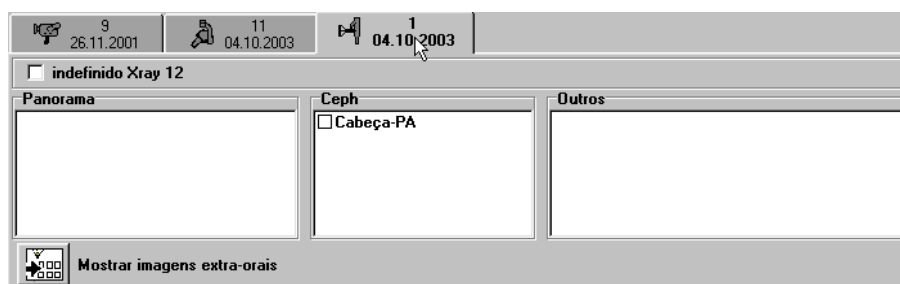 9
26.11.2001
11
04.10.2003
1
04.10.2003
indefinido Xray 12
Panorama
Ceph
Outros
Cabeça-PA
Mostrar imagens extra-orais